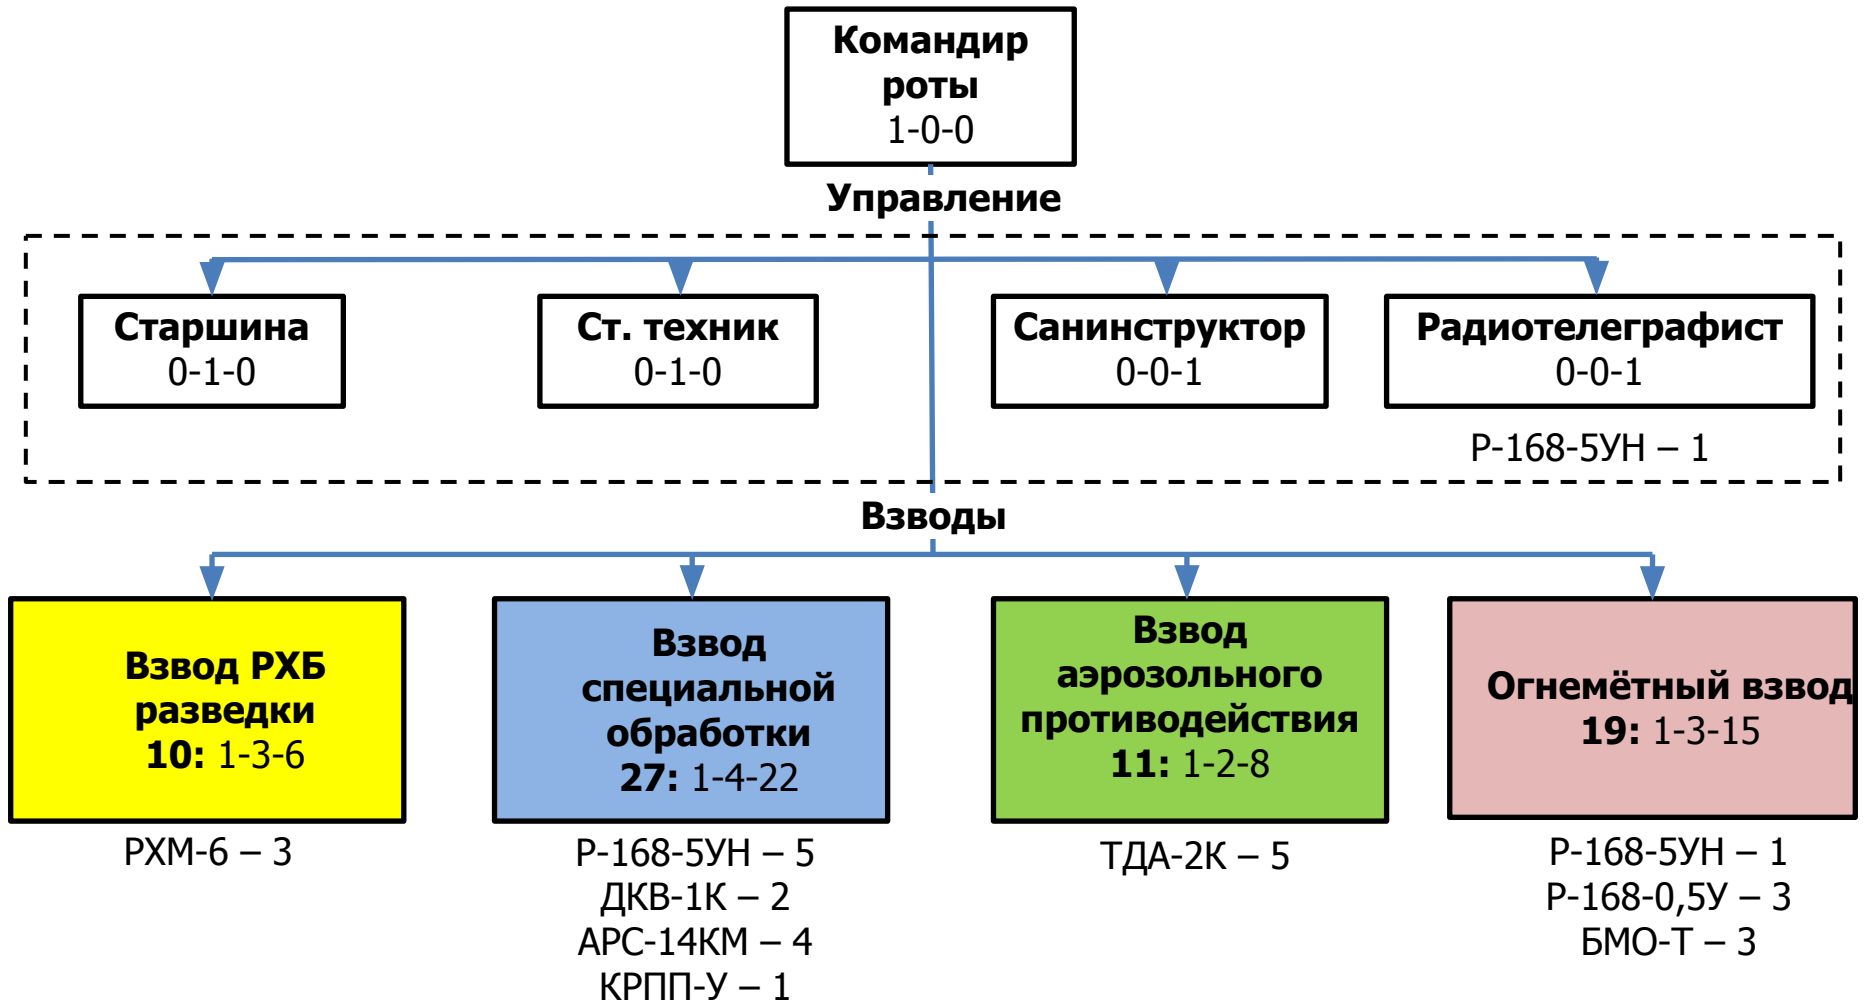 Командир
роты
1-0-0
Управление
Старшина
0-1-0
Ст. техник
0-1-0
Санинструктор
0-0-1
Радиотелеграфист
0-0-1
Р-168-5УН – 1
Взводы
Взвод РХБ
разведки
10: 1-3-6
РХМ-6 – 3
Взвод
специальной
обработки
27: 1-4-22
Р-168-5УН – 5
ДКВ-1К – 2
АРС-14КМ – 4
КРПП-У – 1
Взвод
аэрозольного
противодействия
11: 1-2-8
ТДА-2К – 5
Огнемётный взвод
19: 1-3-15
Р-168-5УН – 1
Р-168-0,5У – 3
БМО-Т – 3